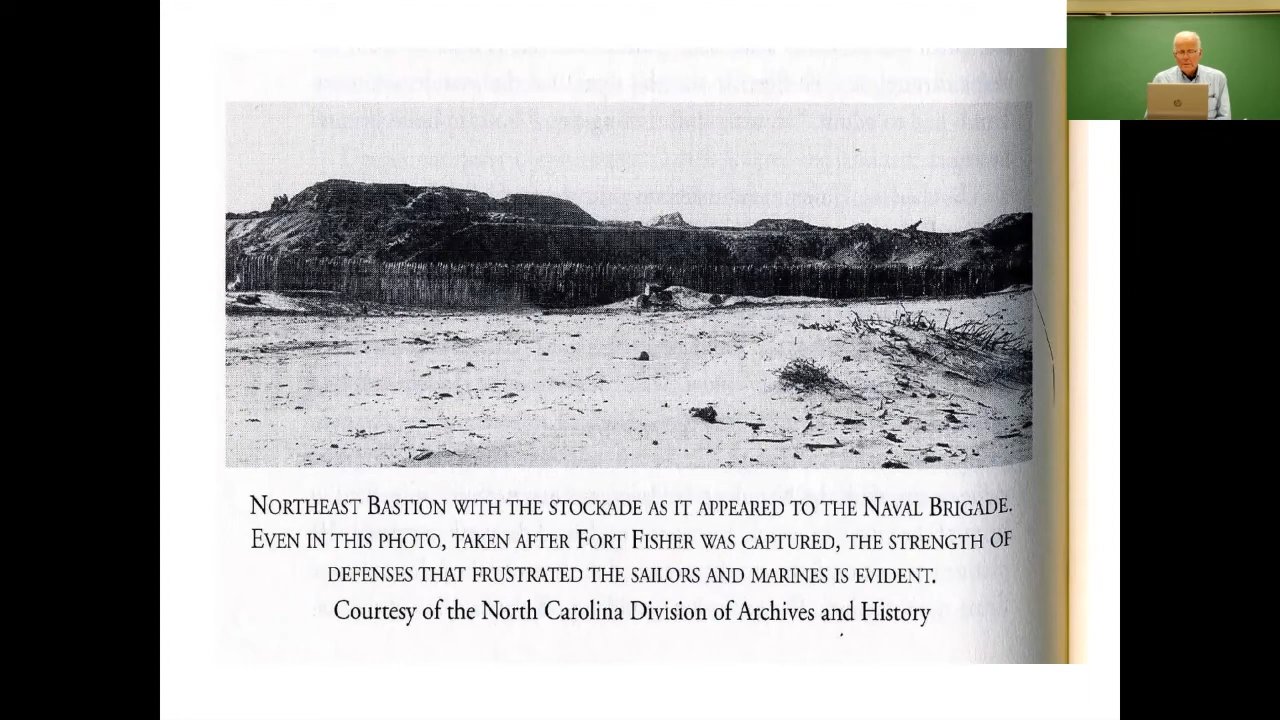 Northeast Bastion with the stockade as it appeared to the Naval Brigade.
Even in this photo, taken after Fort Fisher was captured, the strength of
defenses that frustrated the sailors and marines is evident.
Courtesy of the North Carolina Division of Archives and History